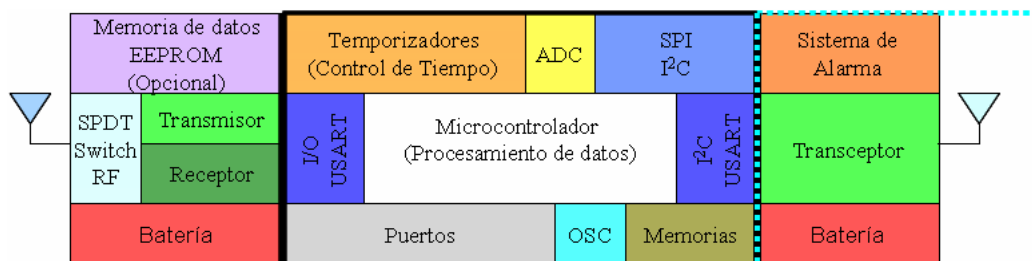 Memoria de datos
EEPROM
(Opcional)
Temporizadores
(Control de Tiempo)
ADC
SPI
I²C
Sistema de
Alarma
SPDT
Switch
RF
Transmisor
Receptor
I/O
USART
Microcontrolador
(Procesamiento de datos)
I²C
USART
Transceptor
Batería
Puertos
OSC
Memorias
Batería